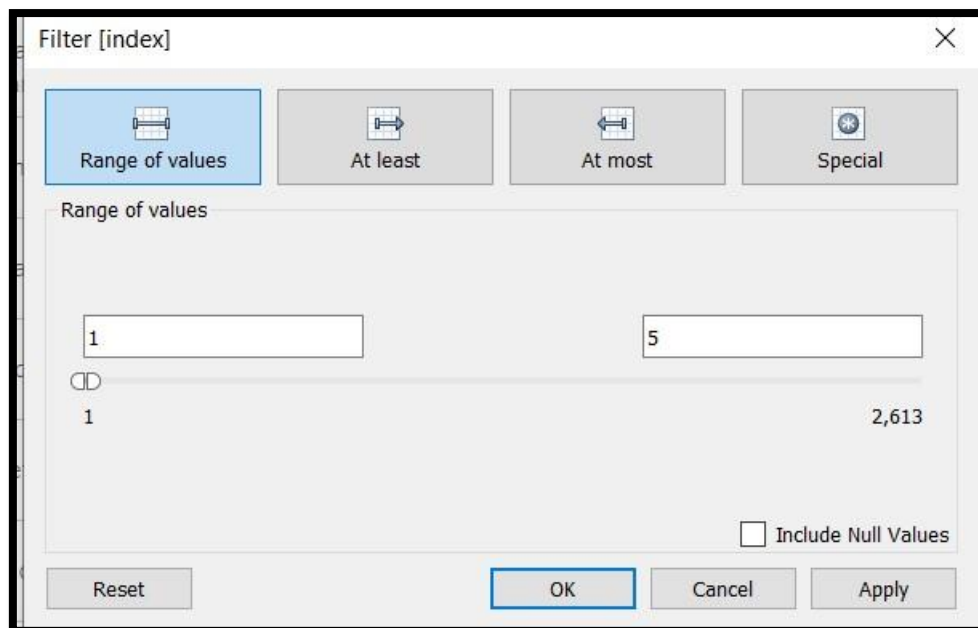 Filter [index]
Range of values
At least
At most
Special
Range of values
1
5
1
2,613
Include Null Values
Reset
OK
Cancel
Apply